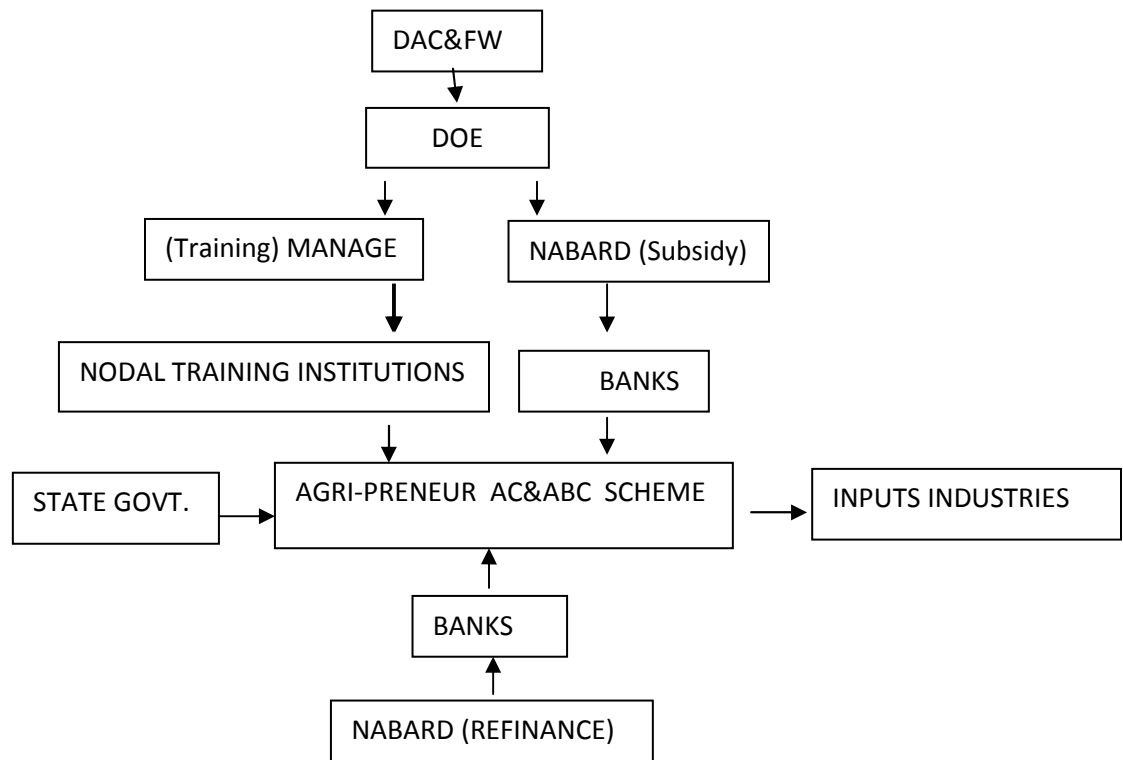 DAC&FW
DOE
(Training) MANAGE
NABARD (Subsidy)
NODAL TRAINING INSTITUTIONS
BANKS
STATE GOVT.
AGRI-PRENEUR AC&ABC SCHEME
INPUTS INDUSTRIES
BANKS
NABARD (REFINANCE)